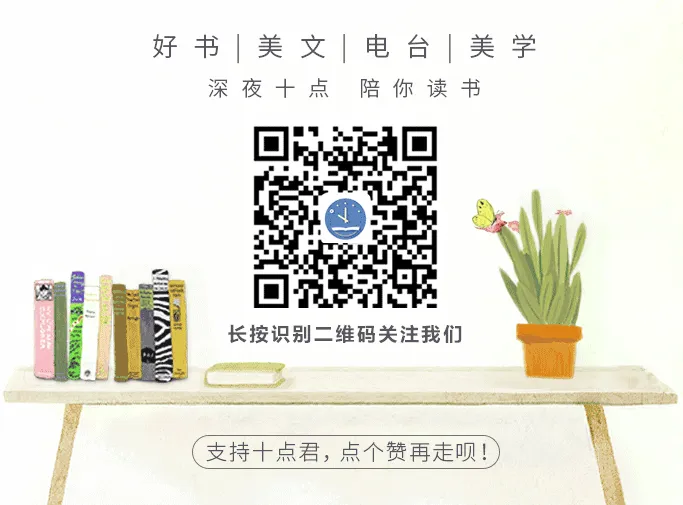 好书|美文|电台|美学
深夜十点 陪你读书
长按识别二维码关注我们
支持十点君，点个赞再走呗！